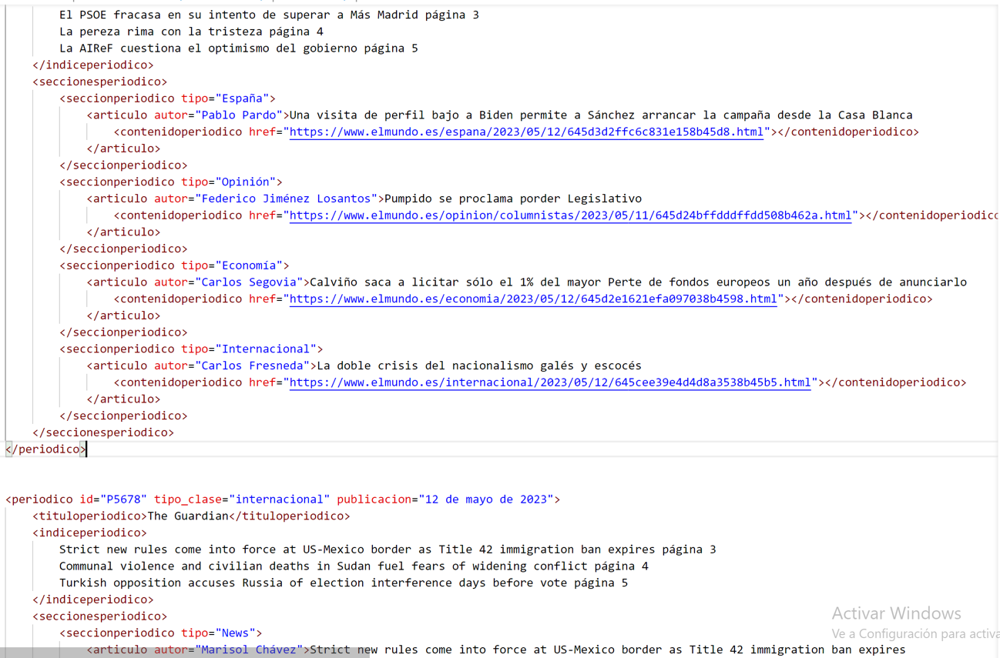 El PSOE fracasa en su intento de superar a Más Madrid página 3
La pereza rima con la tristeza página 4
La AIReF cuestiona el optimismo del gobierno página 5
</indiceperiodico>
<seccionesperiodico>
<seccionperiodico tipo="España">
<articulo autor="Pablo Pardo">Una visita de perfil bajo a Biden permite a Sánchez arrancar la campaña desde la Casa Blanca
<contenidoperiodico href="https://www.elmundo.es/espana/2023/05/12/645d3d2ffc6c831e158b45d8.html"></contenidoperiodico>
</articulo>
</seccionperiodico>
<seccionperiodico tipo="Opinión">
<articulo autor="Federico Jiménez Losantos">Pumpido se proclama porder Legislativo
<contenidoperiodico href="https://www.elmundo.es/opinion/columnistas/2023/05/11/645d24bffdddffdd508b462a.html"></contenidoperiodic
</articulo>
</seccionperiodico>
<seccionperiodico tipo="Economía">
<articulo autor="Carlos Segovia">Calviño saca a licitar sólo el 1% del mayor Perte de fondos europeos un año después de anunciarlo
<contenidoperiodico href="https://www.elmundo.es/economia/2023/05/12/645d2e1621efa097038b4598.html"></contenidoperiodico>
</articulo>
</seccionperiodico>
<seccionperiodico tipo="Internacional">
<articulo autor="Carlos Fresneda">La doble crisis del nacionalismo galés y escocés
<contenidoperiodico href="https://www.elmundo.es/internacional/2023/05/12/645cee39e4d4d8a3538b45b5.html"></contenidoperiodico>
</articulo>
</seccionperiodico>
</seccionesperiodico>
</periodico>
<periodico id="P5678" tipo_clase="internacional" publicacion="12 de mayo de 2023">
<tituloperiodico>The Guardian</tituloperiodico>
<indiceperiodico>
Strict new rules come into force at US-Mexico border as Title 42 immigration ban expires página 3
Communal violence and civilian deaths in Sudan fuel fears of widening conflict página 4
Turkish opposition accuses Russia of election interference days before vote página 5
</indiceperiodico>
<seccionesperiodico>
<seccionperiodico tipo="News">
<articulo autor="Marisol Chávez">Strict new rules come into force at US-Mexico border as Title 42 immigration ban expires
Activar Windows
Ve a Configuración para activa